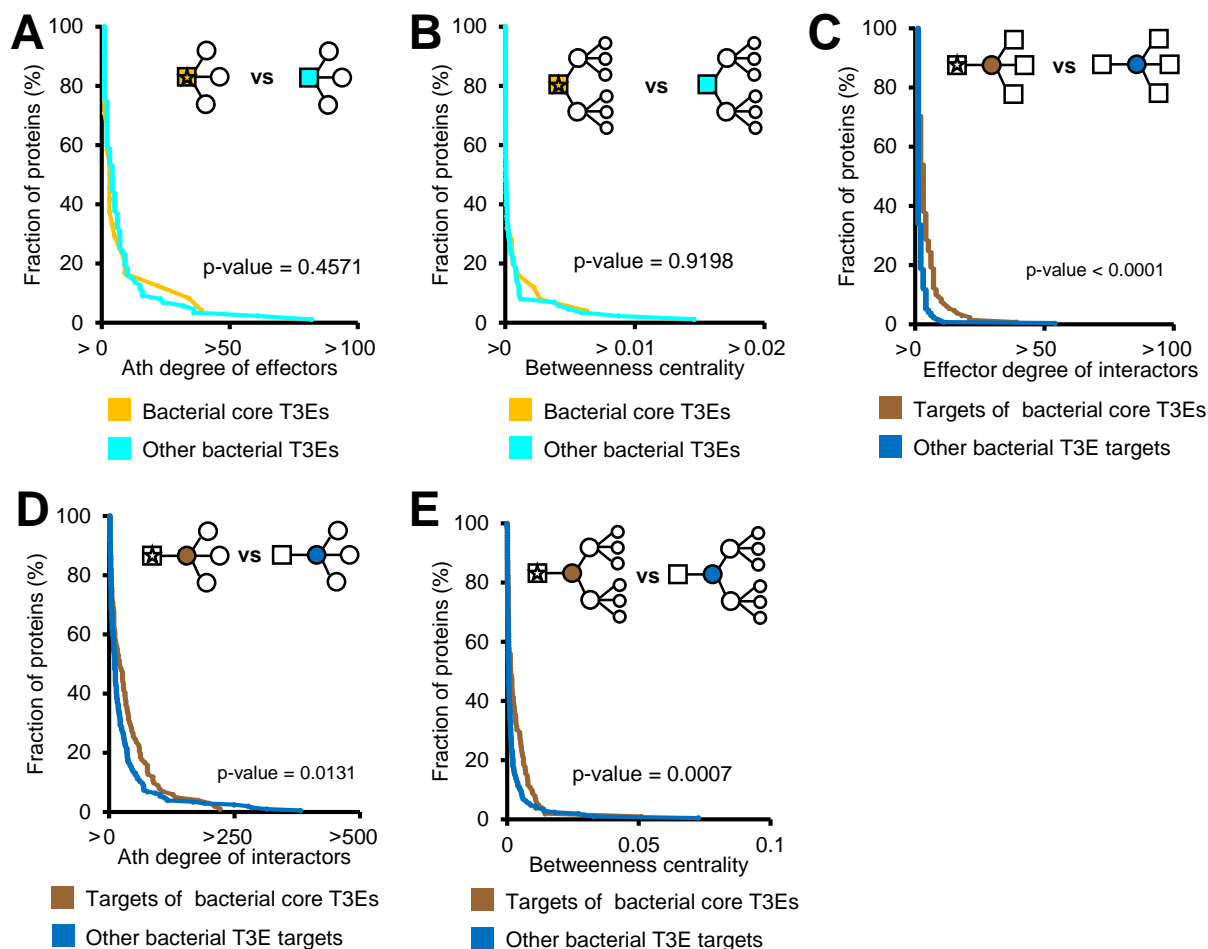 A
Fraction of proteins (%)
100
80
60
40
20
0
vs
p-value = 0.4571
> 0
>50
>100
Ath degree of effectors
Bacterial core T3Es
Other bacterial T3Es
B
Fraction of proteins (%)
100
80
60
40
20
0
vs
p-value = 0.9198
>0
> 0.01
>0.02
Betweenness centrality
Bacterial core T3Es
Other bacterial T3Es
C
Fraction of proteins (%)
100
80
60
40
20
0
vs
p-value < 0.0001
>0
> 50
>100
Effector degree of interactors
Targets of bacterial core T3Es
Other bacterial T3E targets
D
Fraction of proteins (%)
100
80
60
40
20
0
vs
p-value = 0.0131
> 0
>250
>500
Ath degree of interactors
Targets of bacterial core T3Es
Other bacterial T3E targets
E
Fraction of proteins (%)
100
80
60
40
20
0
vs
p-value = 0.0007
0
0.05
0.1
Betweenness centrality
Targets of bacterial core T3Es
Other bacterial T3E targets